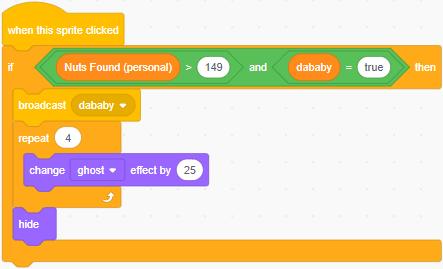 when this sprite clicked
if Nuts Found (personal) > 149 and dababy = true then
broadcast dababy
repeat 4
change ghost effect by 25
hide